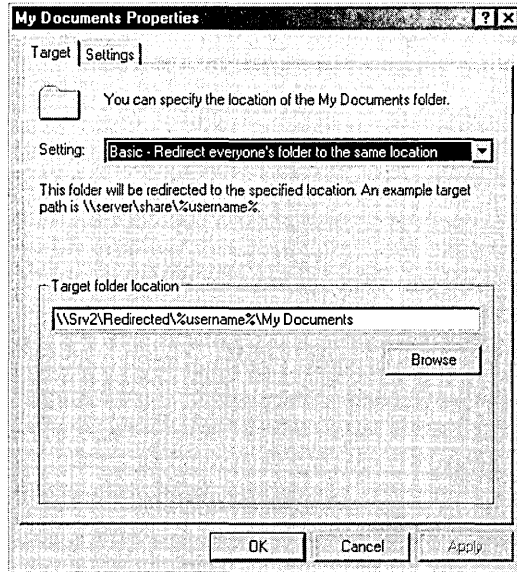 My Documents Properties
Target Settings
You can specify the location of the My Documents folder.
Setting: Basic - Redirect everyone's folder to the same location
This folder will be redirected to the specified location. An example target
path is \\server\share\%username%.
Target folder location
\\Srv2\Redirected\%username%\My Documents
Browse
OK Cancel Apply